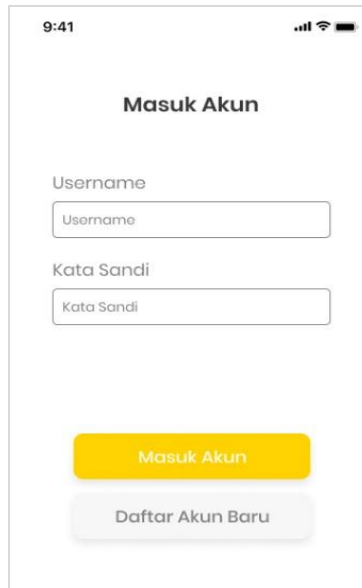 9:41
Masuk Akun
Username
Username
Kata Sandi
Kata Sandi
Masuk Akun
Daftar Akun Baru